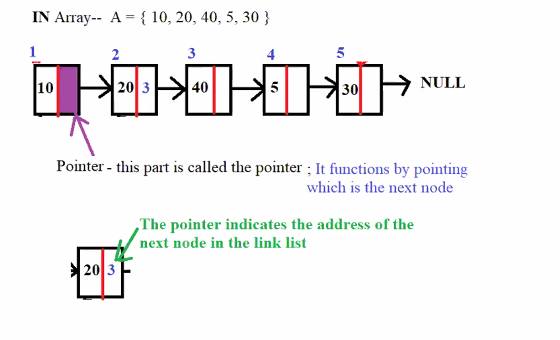 IN Array-- A = { 10, 20, 40, 5, 30 }
1 2 3 4 5
10 20 3 40 5 30 NULL
Pointer - this part is called the pointer ; It functions by pointing
which is the next node
The pointer indicates the address of the
next node in the link list
20 3